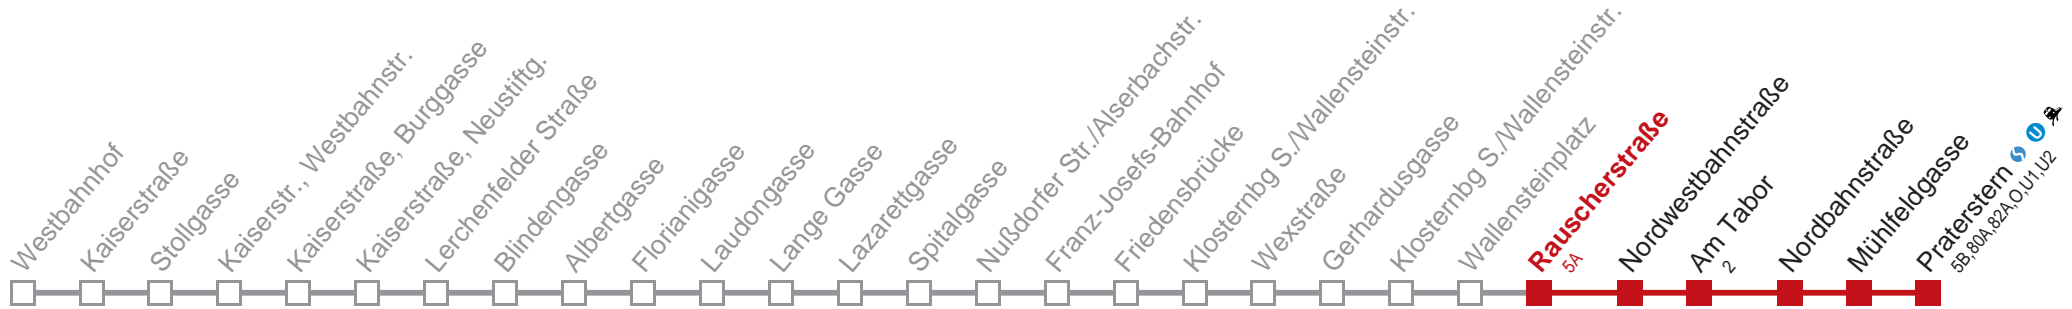 Westbahnhof
Kaiserstraße
Stollgasse
Kaiserstr., Westbahnstr.
Kaiserstraße, Burggasse
Kaiserstraße, Neustiftg.
Lerchenfelder Straße
Blindengasse
Albertgasse
Florianigasse
Laudongasse
Lange Gasse
Lazarettgasse
Spitalgasse
Nußdorfer Str./Alserbachstr.
Franz-Josefs-Bahnhof
Friedensbrücke
Klosternbg S./Wallensteinstr.
Wexstraße
Gerhardusgasse
Klosternbg S./Wallensteinstr.
Wallensteinplatz
Rauscherstraße
5A
Nordwestbahnstraße
Am Tabor
2
Nordbahnstraße
Mühlfeldgasse
Praterstern S U
5B,80A,82A,O,U1,U2